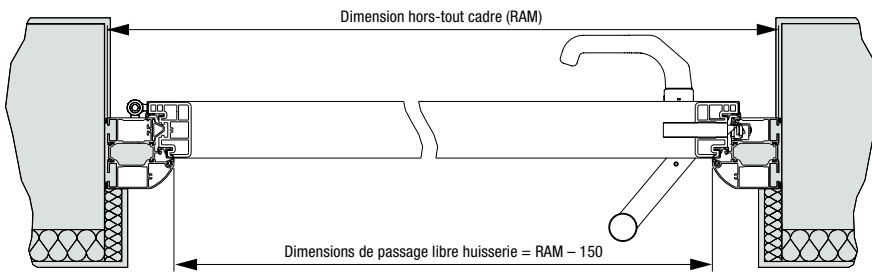 Dimension hors-tout cadre (RAM)
Dimensions de passage libre huisserie = RAM – 150